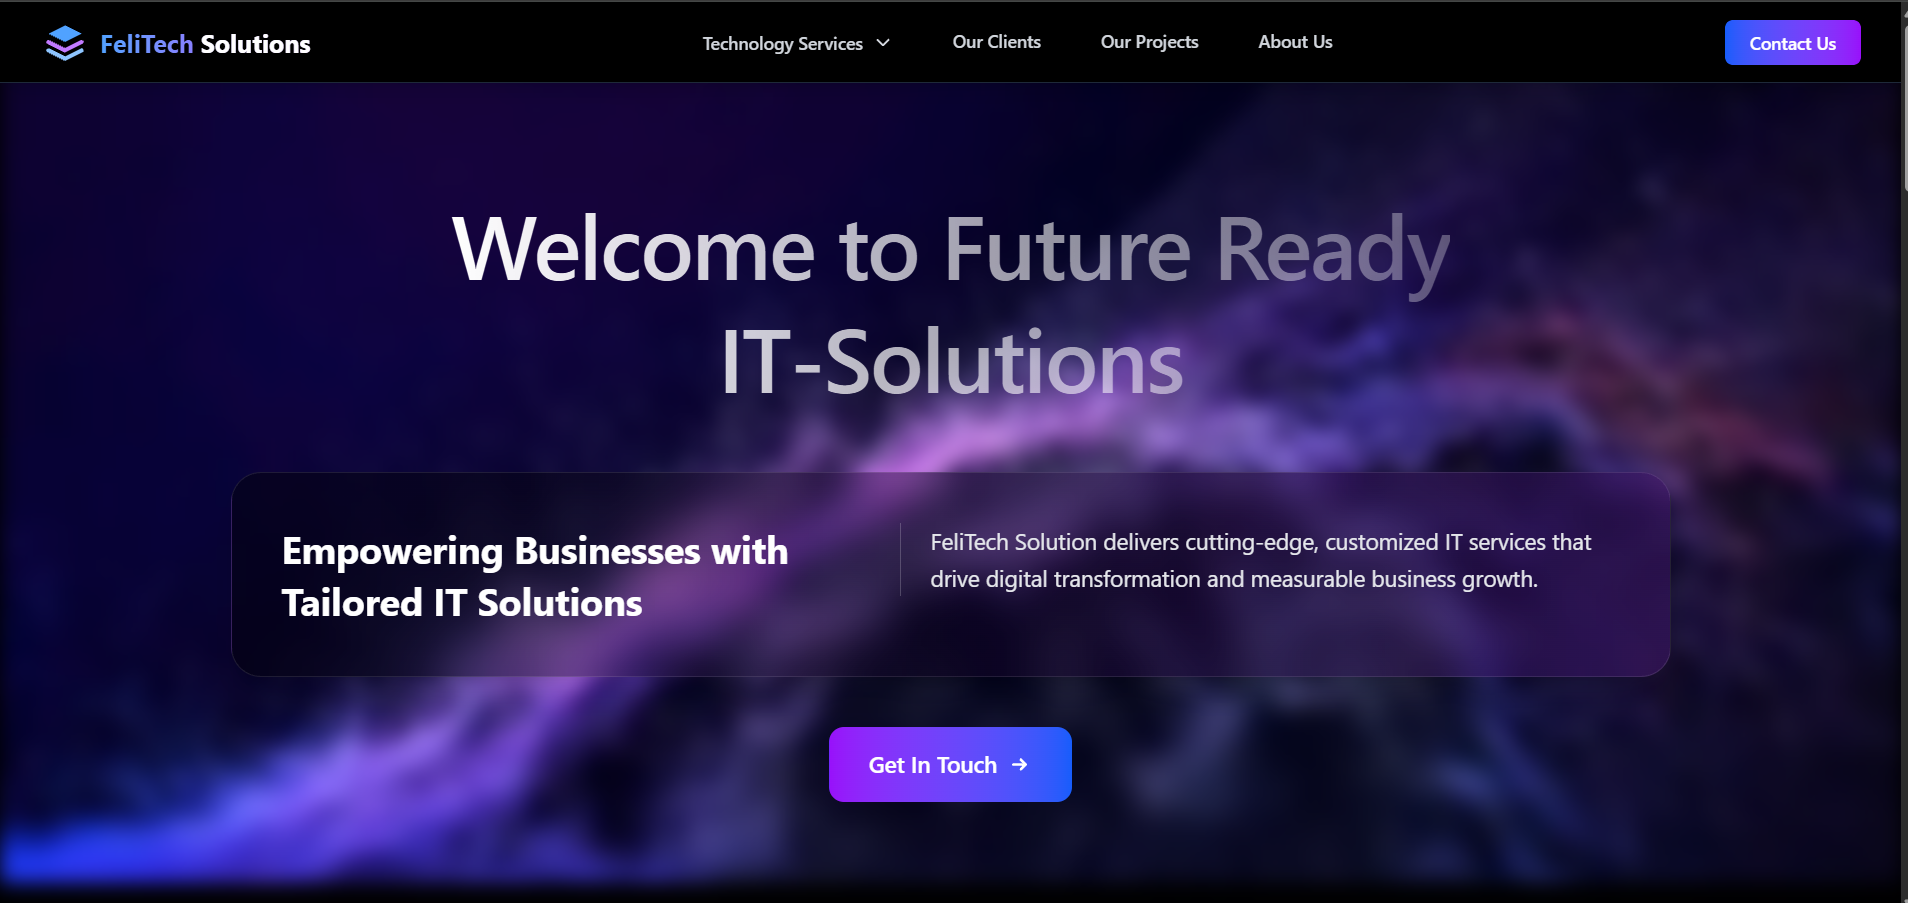 FeliTech Solutions
Technology Services
Our Clients
Our Projects
About Us
Contact Us
Welcome to Future Ready
IT-Solutions
Empowering Businesses with
Tailored IT Solutions
FeliTech Solution delivers cutting-edge, customized IT services that
drive digital transformation and measurable business growth.
Get In Touch →